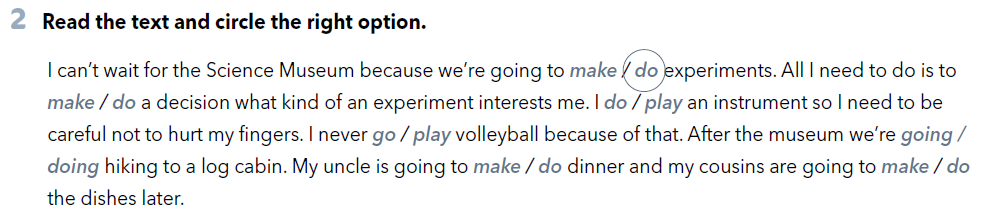 2 Read the text and circle the right option.
I can’t wait for the Science Museum because we’re going to make / do experiments. All I need to do is to
make / do a decision what kind of an experiment interests me. I do / play an instrument so I need to be
careful not to hurt my fingers. I never go / play volleyball because of that. After the museum we’re going /
doing hiking to a log cabin. My uncle is going to make / do dinner and my cousins are going to make / do
the dishes later.